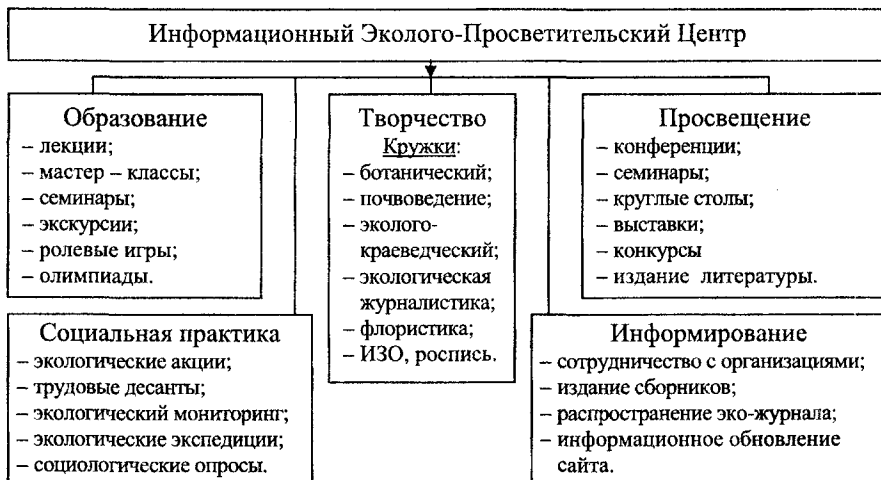 Информационный Эколого-Просветительский Центр
Образование
– лекции;
– мастер – классы;
– семинары;
– экскурсии;
– ролевые игры;
– олимпиады.
Творчество
Кружки:
– ботанический;
– почвоведение;
– эколого-
краеведческий;
– экологическая
журналистика;
– флористика;
– ИЗО, роспись.
Просвещение
– конференции;
– семинары;
– круглые столы;
– выставки;
– конкурсы
– издание литературы.
Социальная практика
– экологические акции;
– трудовые десанты;
– экологический мониторинг;
– экологические экспедиции;
– социологические опросы.
Информирование
– сотрудничество с организациями;
– издание сборников;
– распространение эко-журнала;
– информационное обновление
сайта.